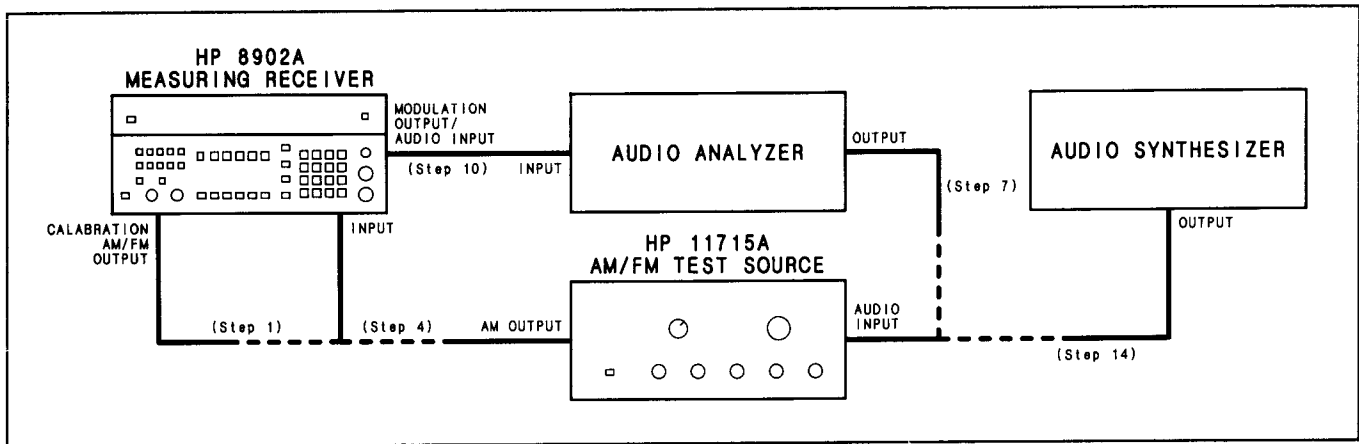 HP 8902A
MEASURING RECEIVER
MODULATION
OUTPUT/
AUDIO INPUT
(Step 10)
INPUT
AUDIO ANALYZER
OUTPUT
(Step 7)
AUDIO SYNTHESIZER
OUTPUT
CALABRATION
AM/FM
OUTPUT
INPUT
HP 11715A
AM/FM TEST SOURCE
(Step 1)
(Step 4)
AM OUTPUT
AUDIO
INPUT
(Step 14)